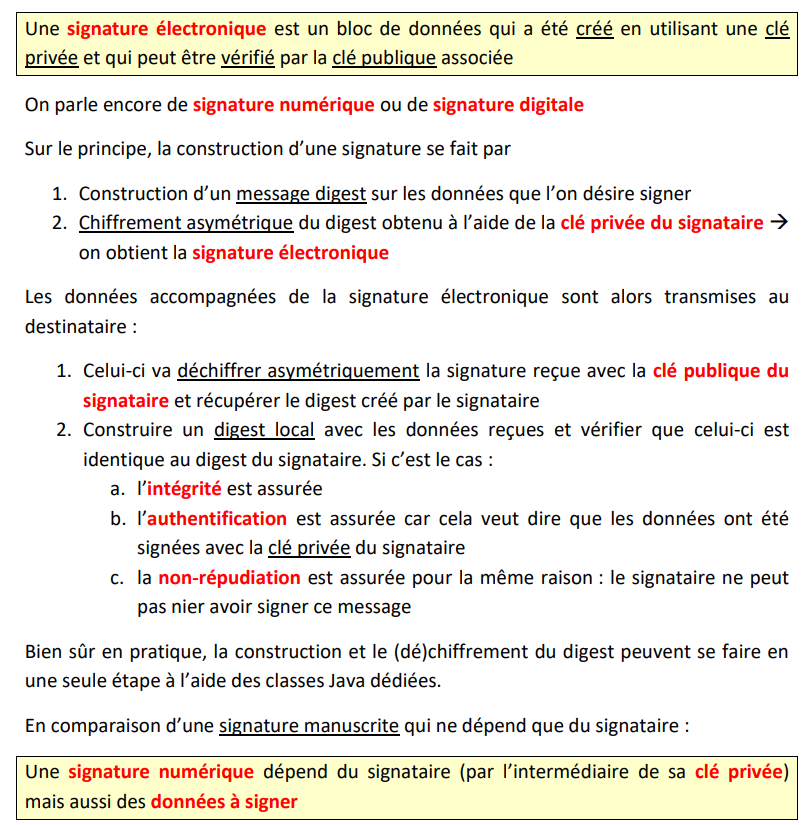 Une signature électronique est un bloc de données qui a été créé en utilisant une clé
privée et qui peut être vérifié par la clé publique associée
On parle encore de signature numérique ou de signature digitale
Sur le principe, la construction d’une signature se fait par
1. Construction d’un message digest sur les données que l’on désire signer
2. Chiffrement asymétrique du digest obtenu à l’aide de la clé privée du signataire →
on obtient la signature électronique
Les données accompagnées de la signature électronique sont alors transmises au
destinataire :
1. Celui-ci va déchiffrer asymétriquement la signature reçue avec la clé publique du
signataire et récupérer le digest créé par le signataire
2. Construire un digest local avec les données reçues et vérifier que celui-ci est
identique au digest du signataire. Si c’est le cas :
a. l’intégrité est assurée
b. l’authentification est assurée car cela veut dire que les données ont été
signées avec la clé privée du signataire
c. la non-répudiation est assurée pour la même raison : le signataire ne peut
pas nier avoir signer ce message
Bien sûr en pratique, la construction et le (dé)chiffrement du digest peuvent se faire en
une seule étape à l’aide des classes Java dédiées.
En comparaison d’une signature manuscrite qui ne dépend que du signataire :
Une signature numérique dépend du signataire (par l’intermédiaire de sa clé privée)
mais aussi des données à signer